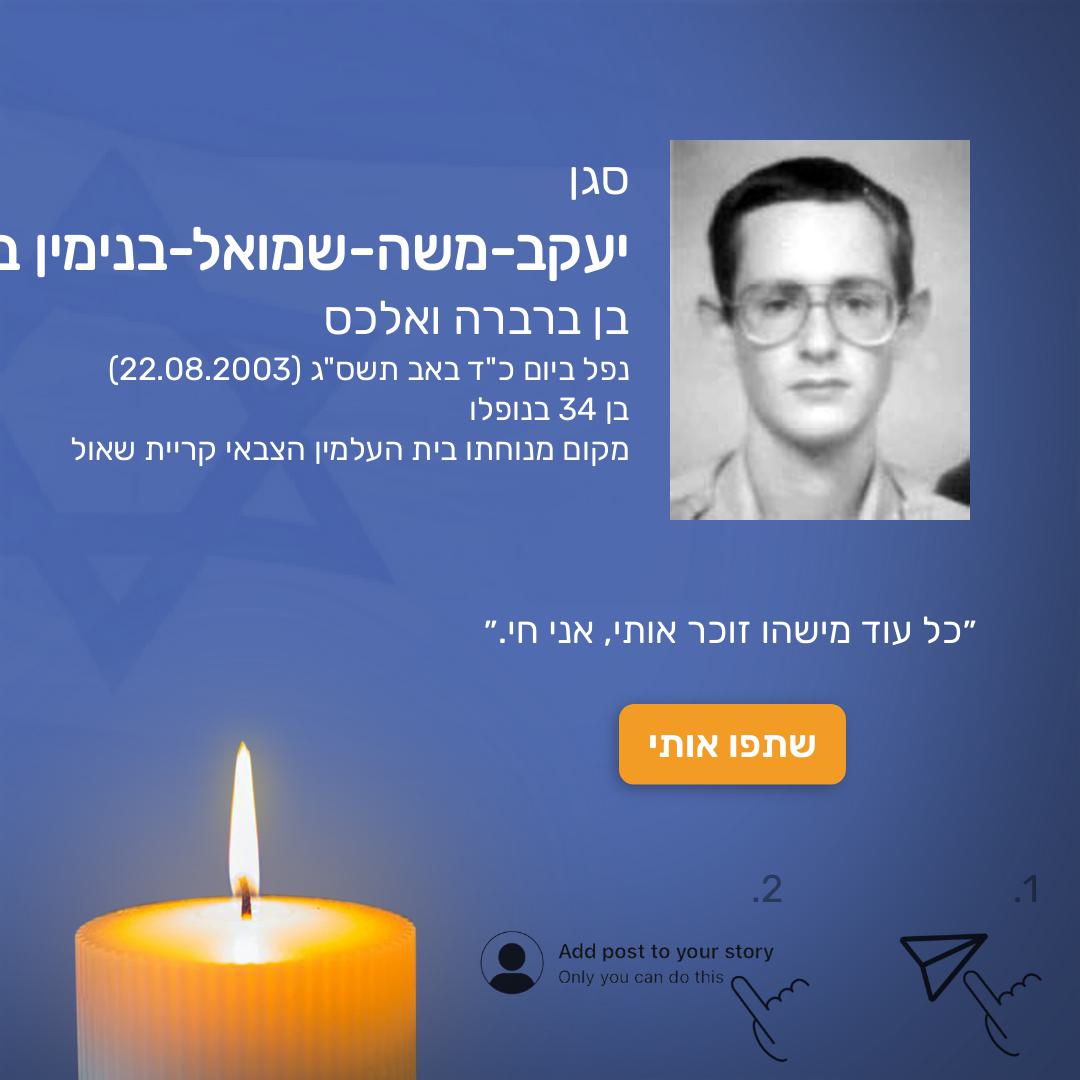 סגן
יעקב-משה-שמואל-בנימין
בן ברברה ואלכס
נפל ביום כ"ד באב תשס"ג (22.08.2003)
בן 34 בנופלו
מקום מנוחתו בית העלמין הצבאי קריית שאול
״כל עוד מישהו זוכר אותי, אני חי.״
שתפו אותי
1.
2.
Add post to your story
Only you can do this